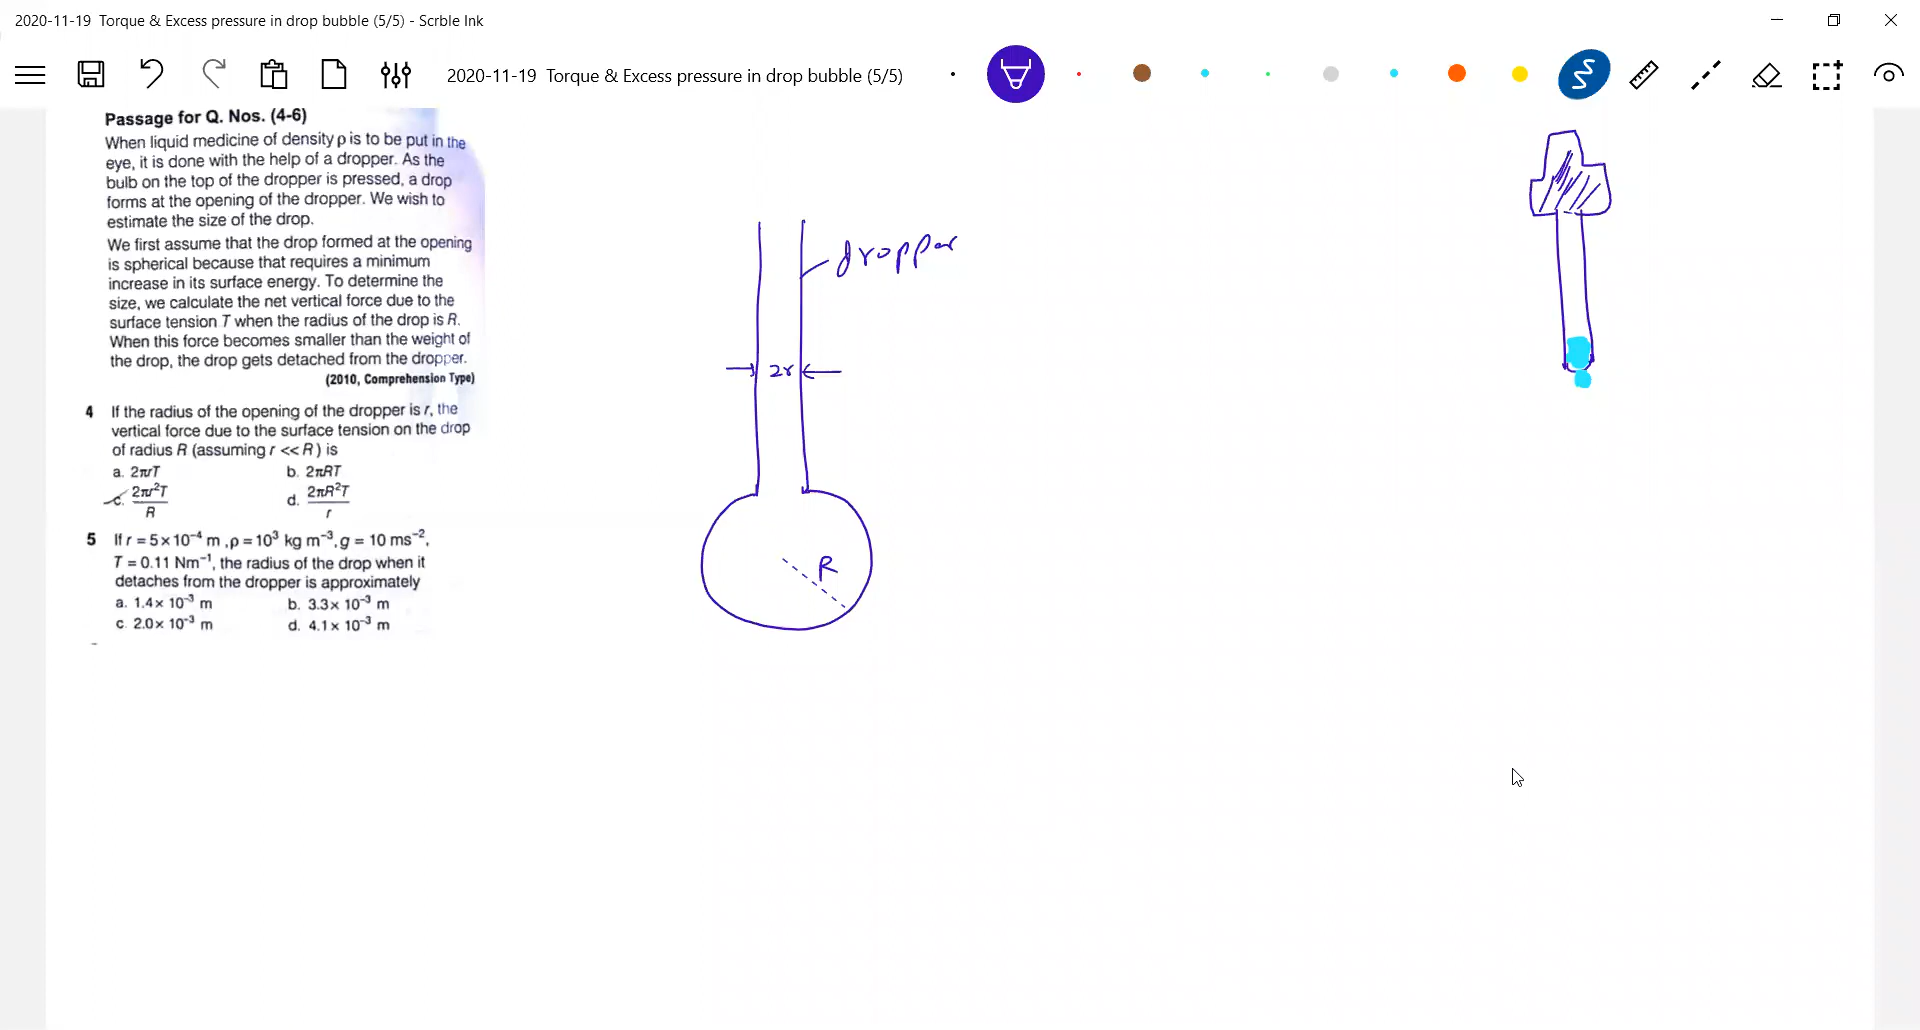 2020-11-19 Torque & Excess pressure in drop bubble (5/5) - Scrble Ink
2020-11-19 Torque & Excess pressure in drop bubble (5/5)
Passage for Q. Nos. (4-6)
When liquid medicine of density ρ is to be put in the
eye, it is done with the help of a dropper. As the
bulb on the top of the dropper is pressed, a drop
forms at the opening of the dropper. We wish to
estimate the size of the drop.
We first assume that the drop formed at the opening
is spherical because that requires a minimum
increase in its surface energy. To determine the
size, we calculate the net vertical force due to the
surface tension T when the radius of the drop is R.
When this force becomes smaller than the weight of
the drop, the drop gets detached from the dropper.
(2010, Comprehension Type)
4 If the radius of the opening of the dropper is r, the
vertical force due to the surface tension on the drop
of radius R (assuming r << R) is
a. 2πrT b. 2πRT
c. 2πr²T/R d. 2πR²T/r
5 If r = 5×10⁻⁴ m, ρ = 10³ kg m⁻³, g = 10 ms⁻²,
T = 0.11 Nm⁻¹, the radius of the drop when it
detaches from the dropper is approximately
a. 1.4× 10⁻³ m b. 3.3× 10⁻³ m
c. 2.0× 10⁻³ m d. 4.1× 10⁻³ m
dropper
2r
R